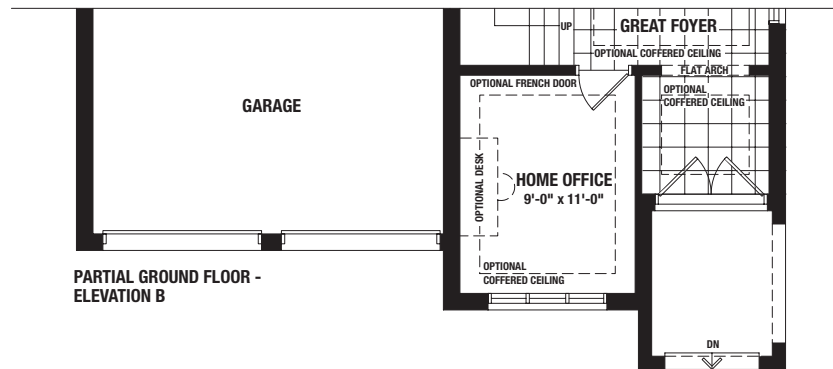 UP
GREAT FOYER
OPTIONAL COFFERED CEILING
FLAT ARCH
OPTIONAL FRENCH DOOR
OPTIONAL
COFFERED CEILING
GARAGE
OPTIONAL DESK
HOME OFFICE
9'-0" x 11'-0"
OPTIONAL
COFFERED CEILING
PARTIAL GROUND FLOOR -
ELEVATION B
DN